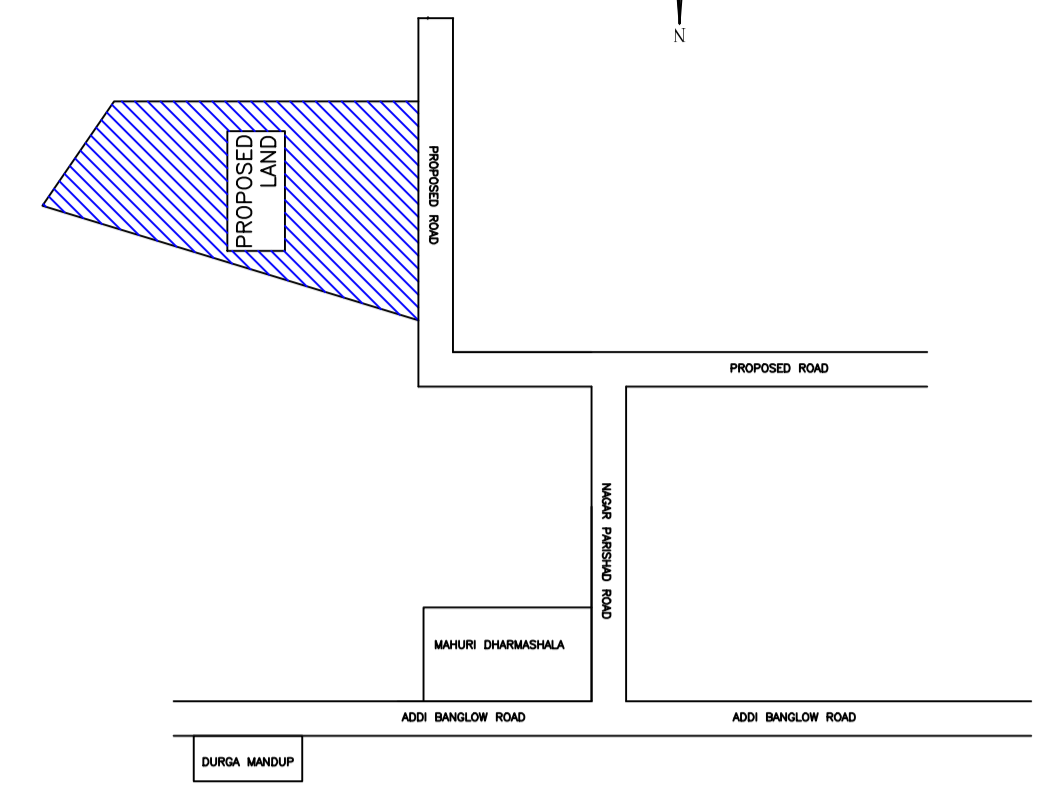 N
PROPOSED
LAND
PROPOSED ROAD
PROPOSED ROAD
NAGAR PARISHAD ROAD
MAHURI DHARMASHALA
ADDI BANGLOW ROAD
ADDI BANGLOW ROAD
DURGA MANDUP